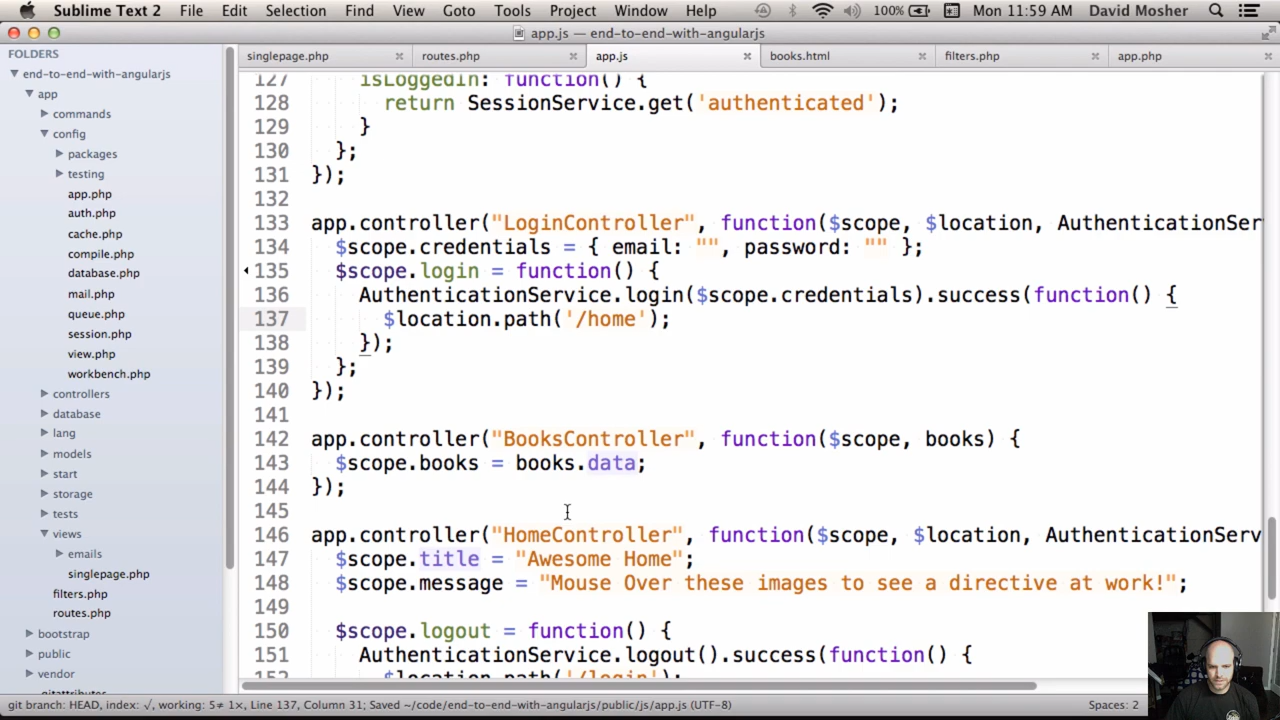 Sublime Text 2 File Edit Selection Find View Goto Tools Project Window Help 100% Mon 11:59 AM David Mosher
app.js — end-to-end-with-angularjs
FOLDERS
end-to-end-with-angularjs
app
commands
config
packages
testing
app.php
auth.php
cache.php
compile.php
database.php
mail.php
queue.php
session.php
view.php
workbench.php
controllers
database
lang
models
start
storage
tests
views
emails
singlepage.php
filters.php
routes.php
bootstrap
public
vendor
.gitattributes
singlepage.php routes.php app.js books.html filters.php app.php
127 isLoggedIn: function() {
128 return SessionService.get('authenticated');
129 }
130 };
131 });
132
133 app.controller("LoginController", function($scope, $location, AuthenticationSer
134 $scope.credentials = { email: "", password: "" };
135 $scope.login = function() {
136 AuthenticationService.login($scope.credentials).success(function() {
137 $location.path('/home');
138 });
139 };
140 });
141
142 app.controller("BooksController", function($scope, books) {
143 $scope.books = books.data;
144 });
145
146 app.controller("HomeController", function($scope, $location, AuthenticationServ
147 $scope.title = "Awesome Home";
148 $scope.message = "Mouse Over these images to see a directive at work!";
149
150 $scope.logout = function() {
151 AuthenticationService.logout().success(function() {
152 $location.path('/login');
git branch: HEAD, index: √, working: 5≠ 1×, Line 137, Column 31; Saved ~/code/end-to-end-with-angularjs/public/js/app.js (UTF-8) Spaces: 2